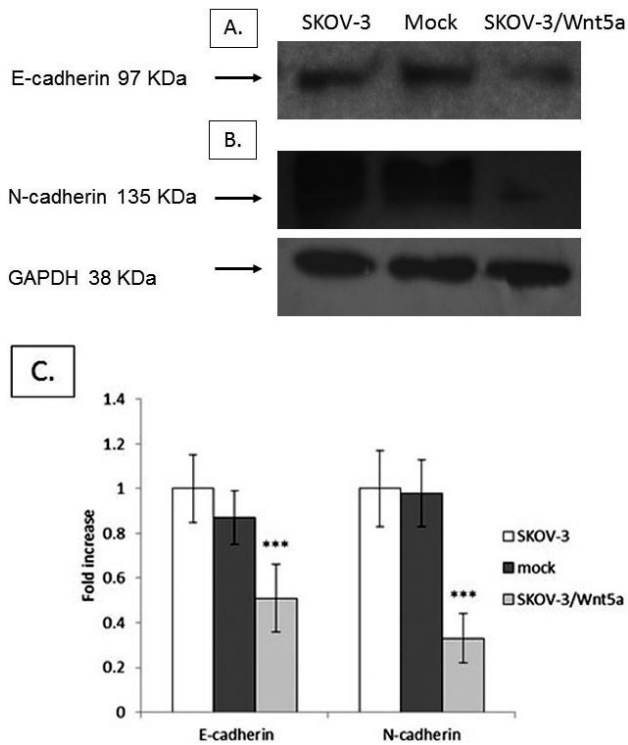 A. SKOV-3 Mock SKOV-3/Wnt5a
E-cadherin 97 KDa
B.
N-cadherin 135 KDa
GAPDH 38 KDa
C.
1.4
1.2
1
0.8
0.6
0.4
0.2
0
Fold increase
***
***
SKOV-3
mock
SKOV-3/Wnt5a
E-cadherin N-cadherin